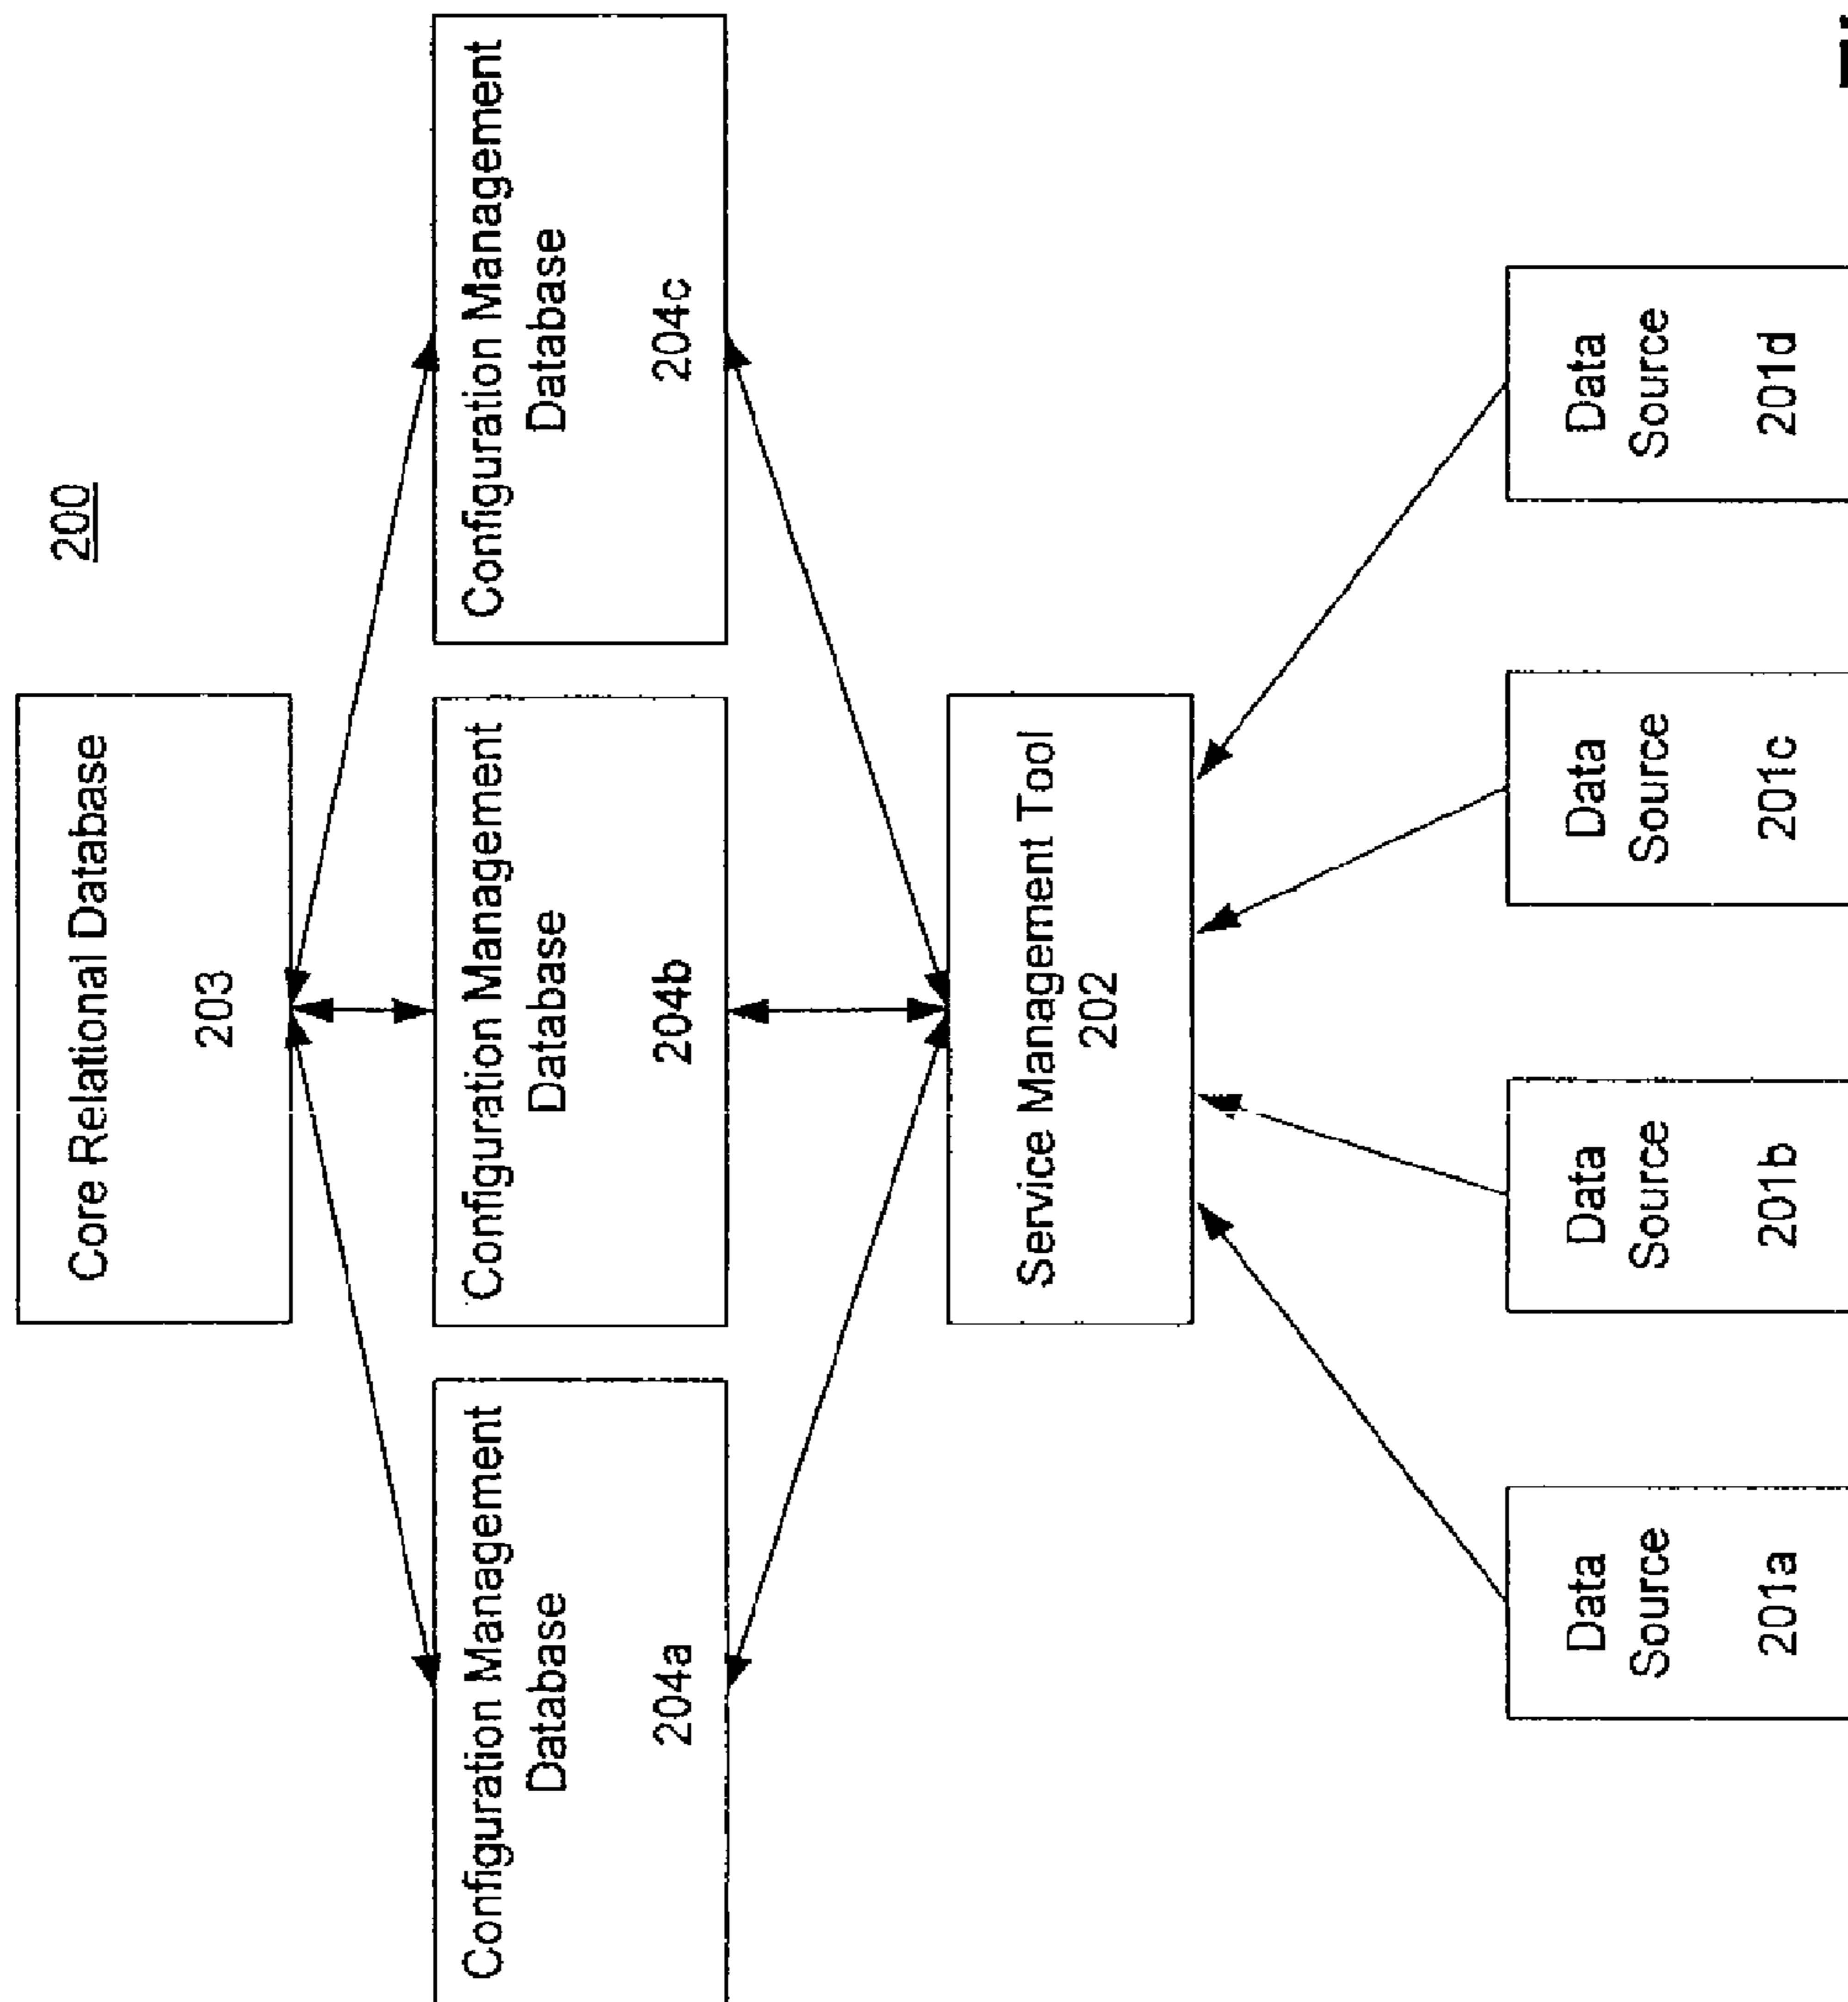 200
Core Relational Database
203
Configuration Management
Database
204a
Configuration Management
Database
204b
Configuration Management
Database
204c
Service Management Tool
202
Data
Source
201a
Data
Source
201b
Data
Source
201c
Data
Source
201d